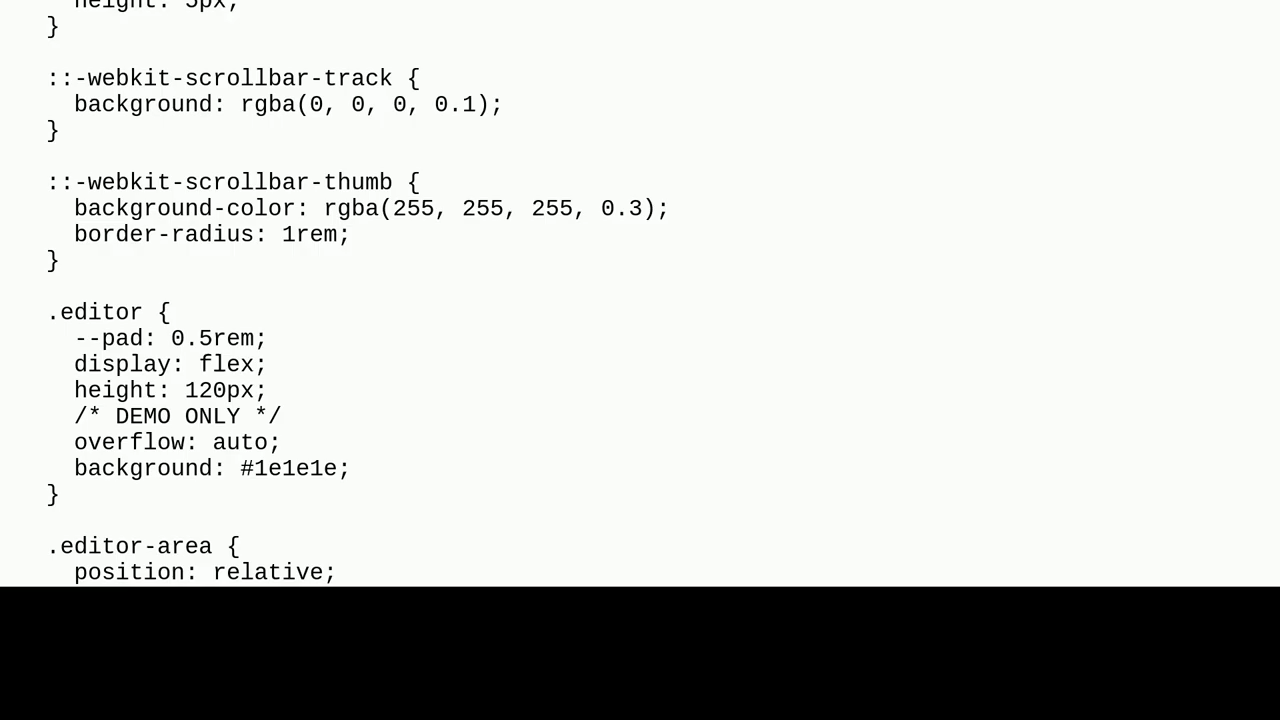 height: 5px;
}
::-webkit-scrollbar-track {
background: rgba(0, 0, 0, 0.1);
}
::-webkit-scrollbar-thumb {
background-color: rgba(255, 255, 255, 0.3);
border-radius: 1rem;
}
.editor {
--pad: 0.5rem;
display: flex;
height: 120px;
/* DEMO ONLY */
overflow: auto;
background: #1e1e1e;
}
.editor-area {
position: relative;